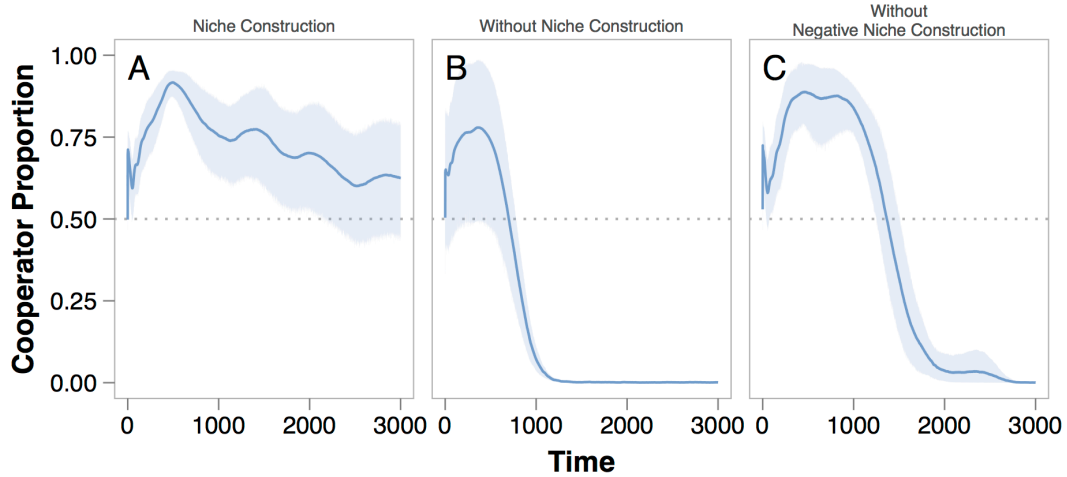 Niche Construction
Without Niche Construction
Without
Negative Niche Construction
A
B
C
Cooperator Proportion
1.00
0.75
0.50
0.25
0.00
0 1000 2000 3000
0 1000 2000 3000
0 1000 2000 3000
Time